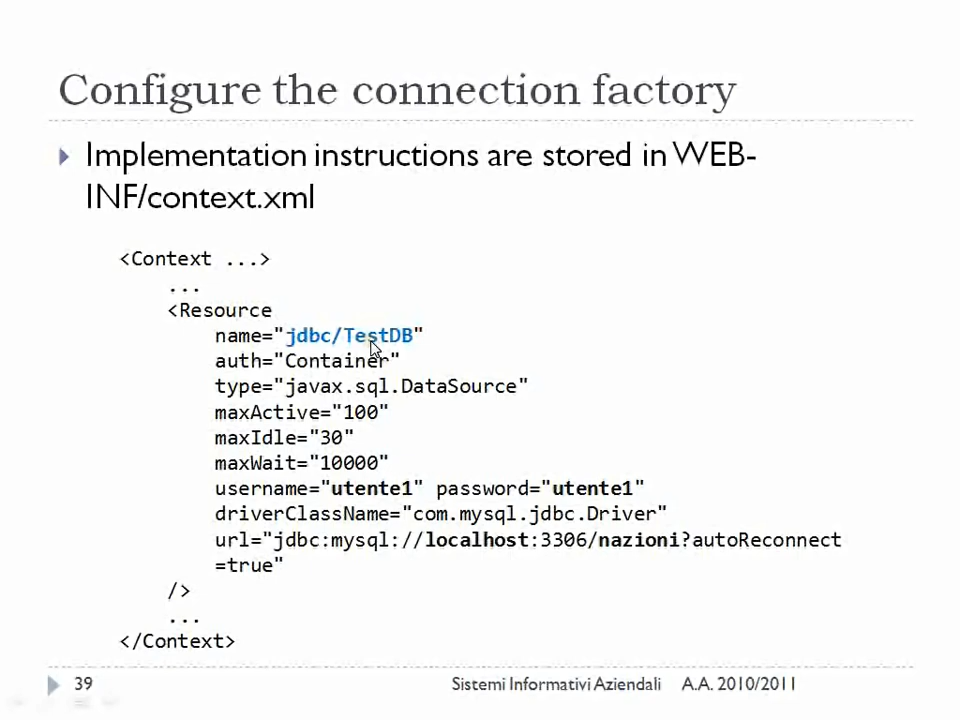 Configure the connection factory
Implementation instructions are stored in WEB-
INF/context.xml
<Context ...>
...
<Resource
name="jdbc/TestDB"
auth="Container"
type="javax.sql.DataSource"
maxActive="100"
maxIdle="30"
maxWait="10000"
username="utente1" password="utente1"
driverClassName="com.mysql.jdbc.Driver"
url="jdbc:mysql://localhost:3306/nazioni?autoReconnect
=true"
/>
...
</Context>
39 Sistemi Informativi Aziendali A.A. 2010/2011